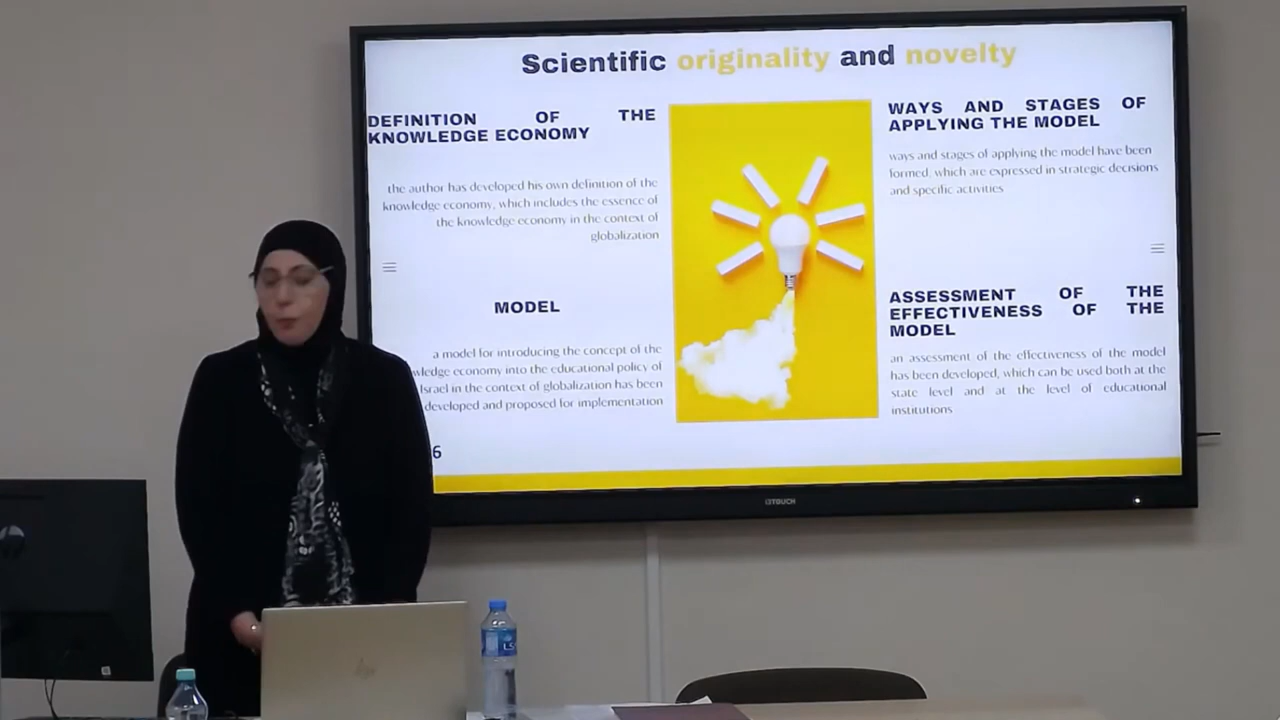 Scientific originality and novelty
DEFINITION OF THE
KNOWLEDGE ECONOMY
the author has developed his own definition of the
knowledge economy, which includes the essence of
the knowledge economy in the context of
globalization
MODEL
a model for introducing the concept of the
wledge economy into the educational policy of
Israel in the context of globalization has been
developed and proposed for implementation
6
WAYS AND STAGES OF
APPLYING THE MODEL
ways and stages of applying the model have been
formed, which are expressed in strategic decisions
and specific activities
ASSESSMENT OF THE
EFFECTIVENESS OF THE
MODEL
an assessment of the effectiveness of the model
has been developed, which can be used both at the
state level and at the level of educational
institutions
hp
hp